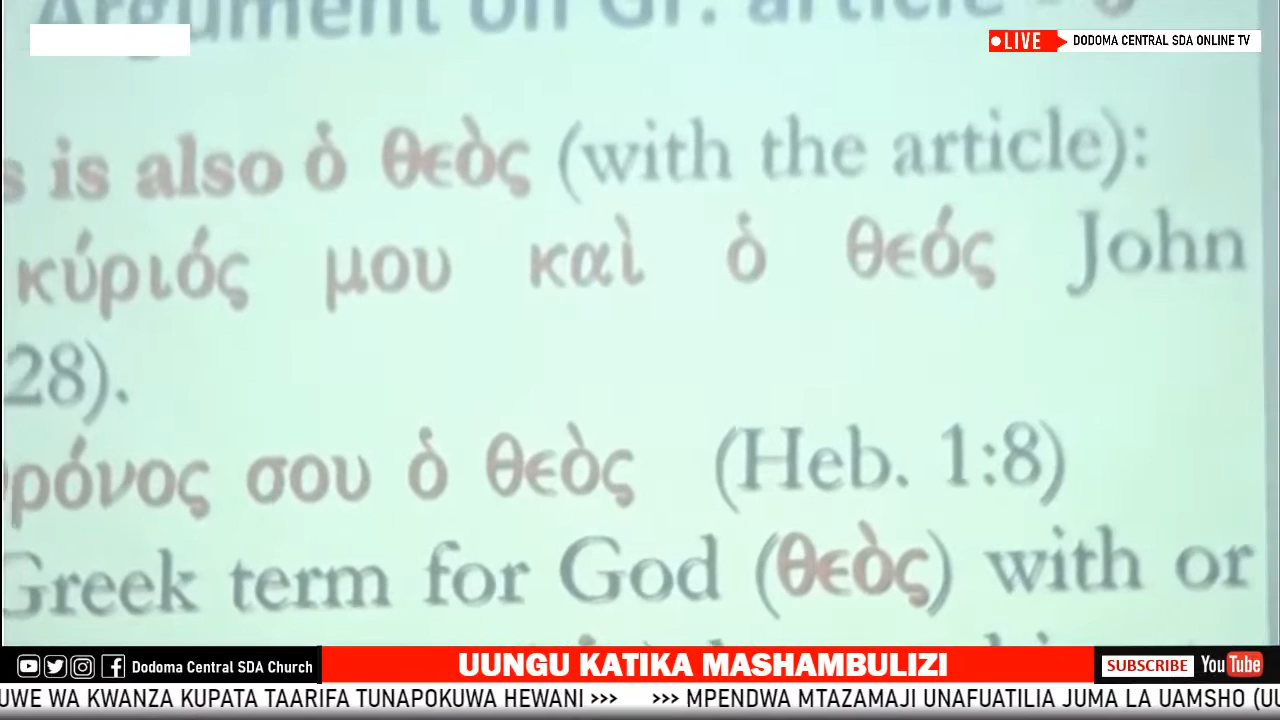 Argument on Gr. article - ὁ
LIVE
DODOMA CENTRAL SDA ONLINE TV
s is also ὁ θεὸς (with the article):
κύριός μου καὶ ὁ θεός John
28).
θρόνος σου ὁ θεὸς (Heb. 1:8)
Greek term for God (θεὸς) with or
Dodoma Central SDA Church
UUNGU KATIKA MASHAMBULIZI
SUBSCRIBE YouTube
UWE WA KWANZA KUPATA TAARIFA TUNAPOKUWA HEWANI >>> >>> MPENDWA MTAZAMAJI UNAFUATILIA JUMA LA UAMSHO (UU